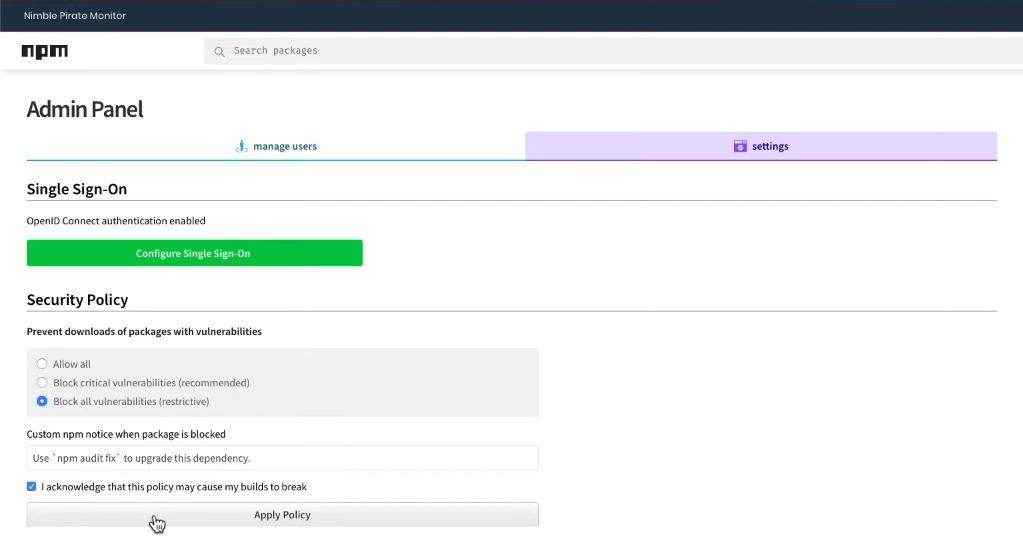 Nimble Pirate Monitor
npm
Search packages
Admin Panel
manage users
settings
Single Sign-On
OpenID Connect authentication enabled
Configure Single Sign-On
Security Policy
Prevent downloads of packages with vulnerabilities
Allow all
Block critical vulnerabilities (recommended)
Block all vulnerabilities (restrictive)
Custom npm notice when package is blocked
Use `npm audit fix` to upgrade this dependency.
I acknowledge that this policy may cause my builds to break
Apply Policy